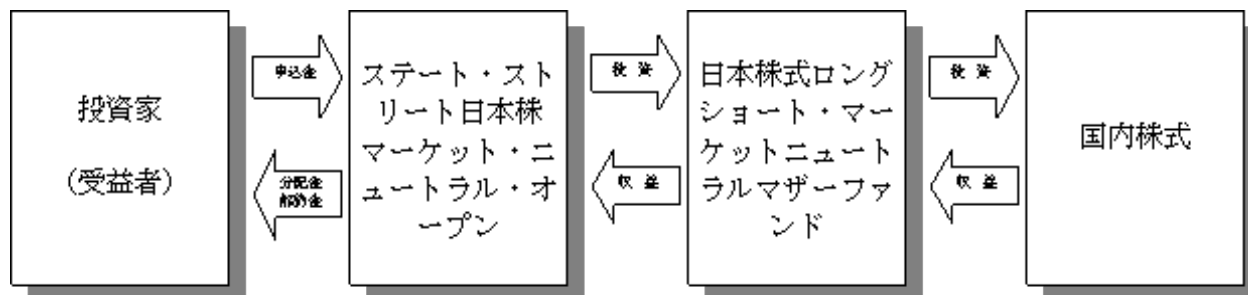 投資家
(受益者)
申込金
分配金
解約金
ステート・スト
リート日本株
マーケット・ニ
ュートラル・オ
ープン
投 資
収 益
日本株式ロング
ショート・マー
ケットニュート
ラルマザーファ
ンド
投 資
収 益
国内株式